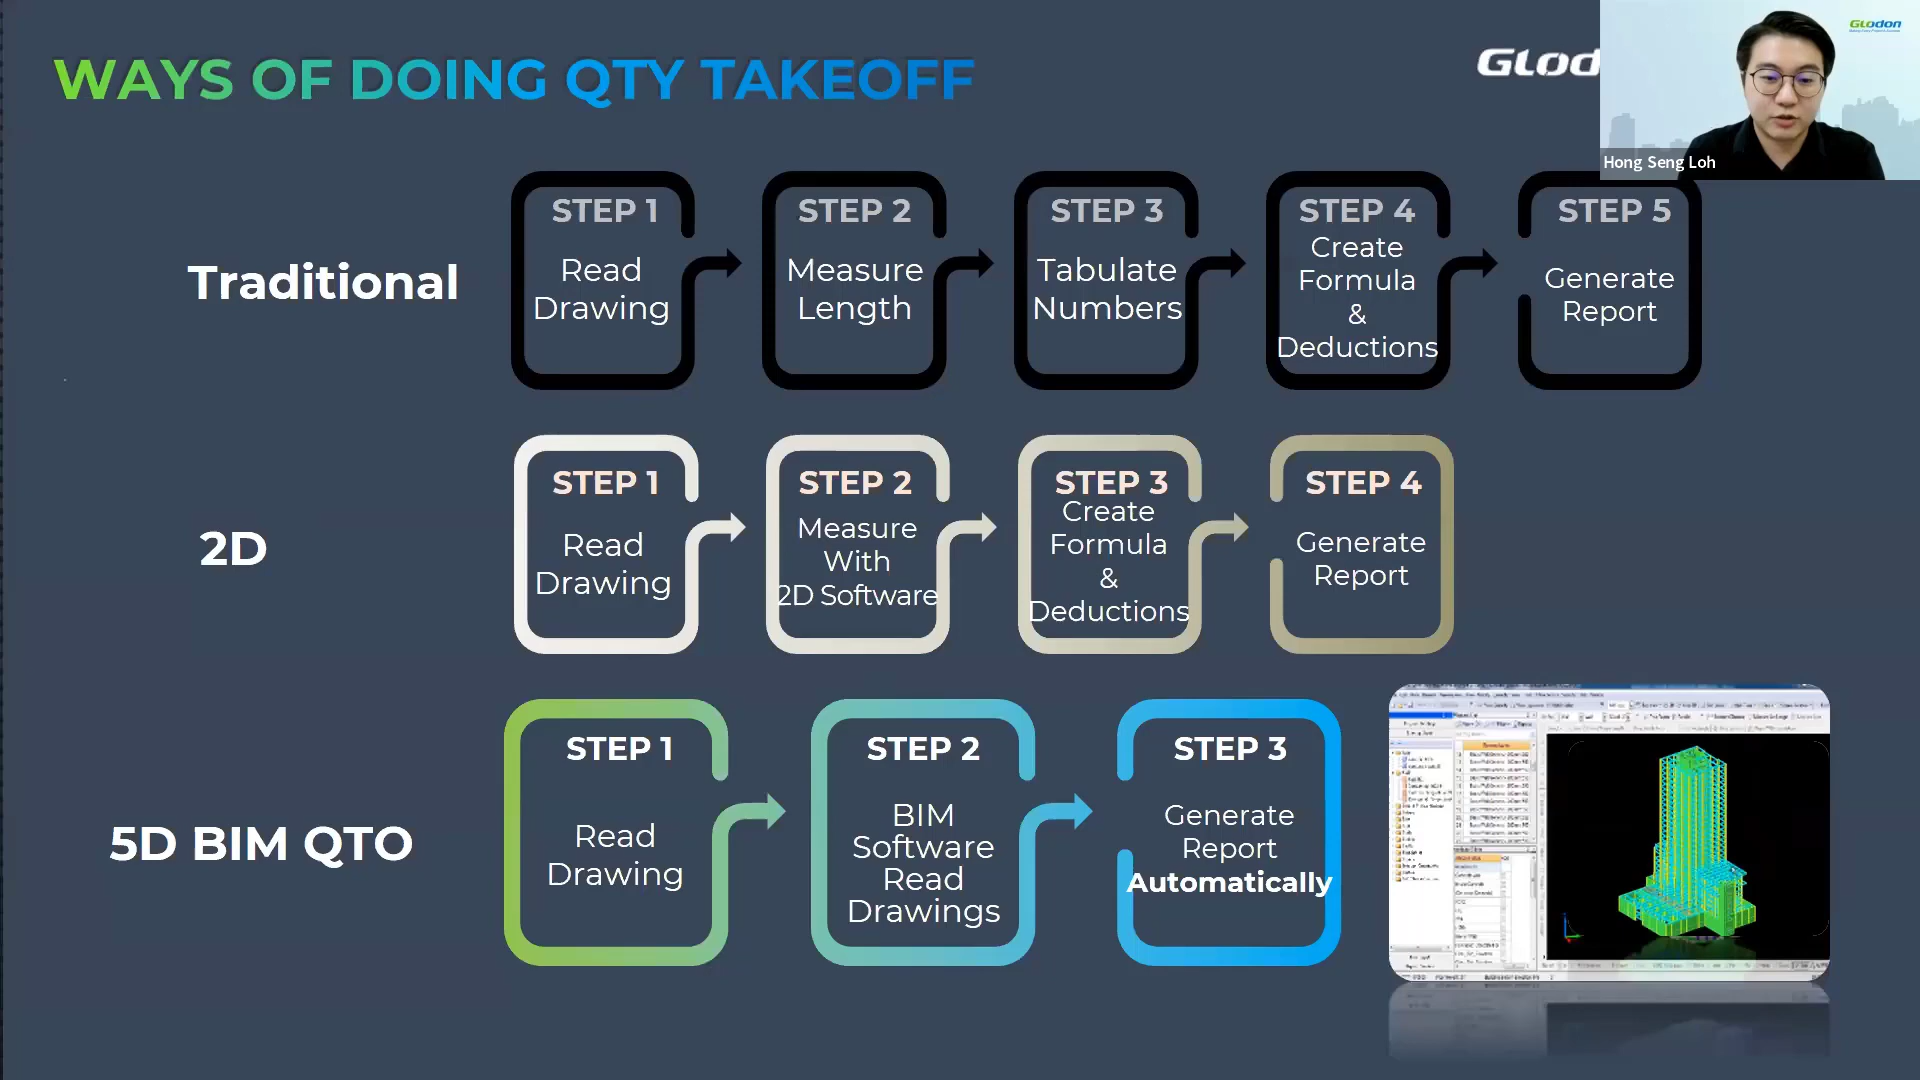 WAYS OF DOING QTY TAKEOFF
GLOD
GLODON
Hong Seng Loh
Traditional
STEP 1
Read
Drawing
STEP 2
Measure
Length
STEP 3
Tabulate
Numbers
STEP 4
Create
Formula
&
Deductions
STEP 5
Generate
Report
2D
STEP 1
Read
Drawing
STEP 2
Measure
With
2D Software
STEP 3
Create
Formula
&
Deductions
STEP 4
Generate
Report
5D BIM QTO
STEP 1
Read
Drawing
STEP 2
BIM
Software
Read
Drawings
STEP 3
Generate
Report
Automatically